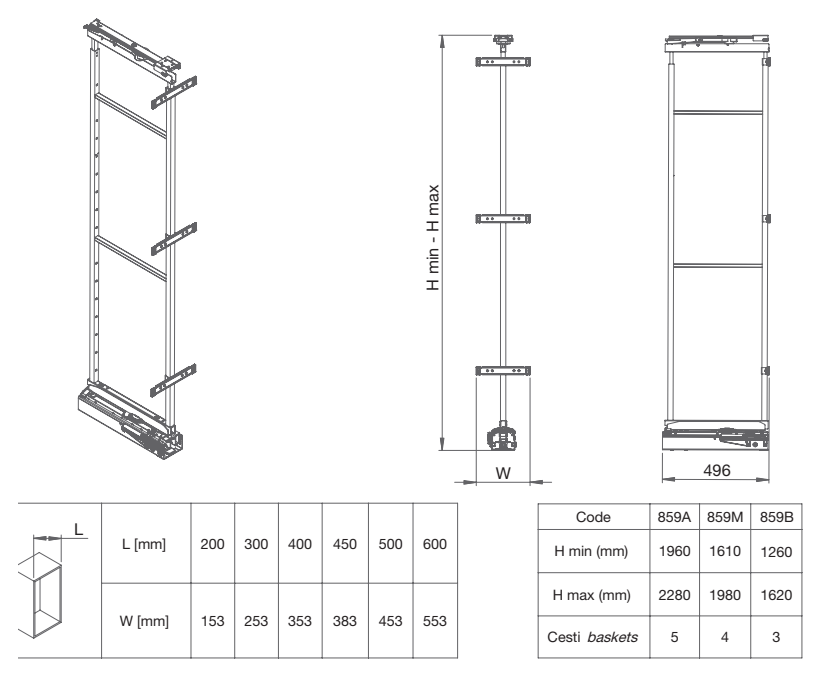 H min - H max
W
496
L
L [mm] 200 300 400 450 500 600
W [mm] 153 253 353 383 453 553
Code 859A 859M 859B
H min (mm) 1960 1610 1260
H max (mm) 2280 1980 1620
Cesti baskets 5 4 3